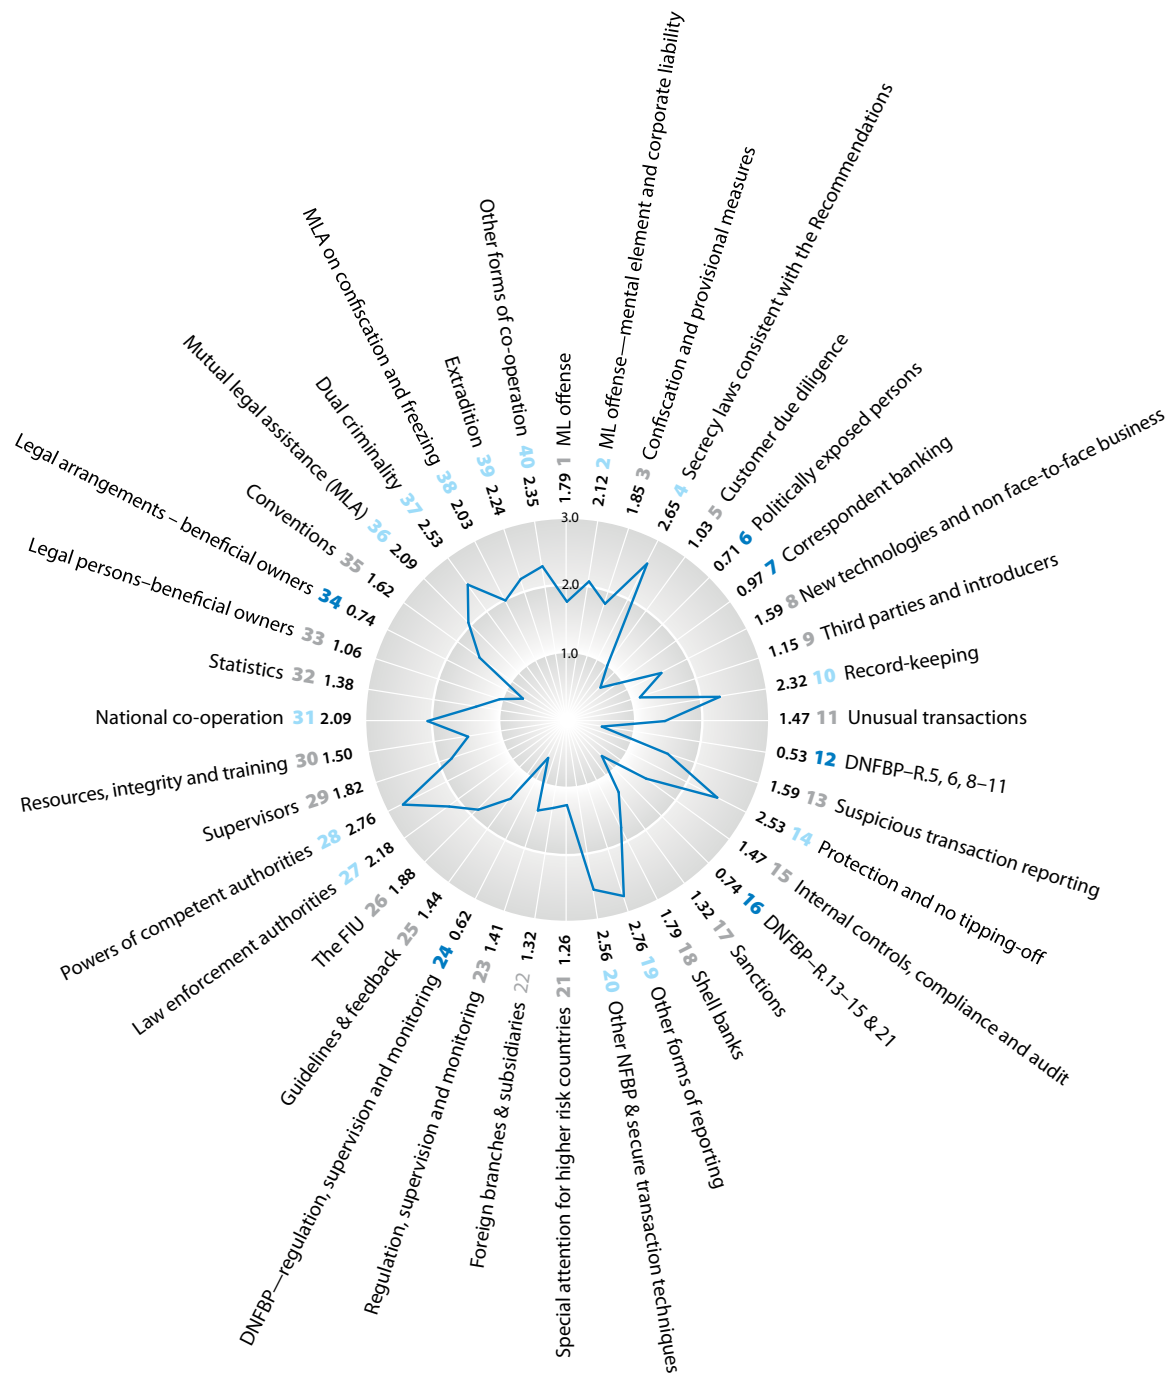 1.79 1 ML offense
2.12 2 ML offense—mental element and corporate liability
1.85 3 Confiscation and provisional measures
2.65 4 Secrecy laws consistent with the Recommendations
1.03 5 Customer due diligence
0.71 6 Politically exposed persons
0.97 7 Correspondent banking
1.59 8 New technologies and non face-to-face business
1.15 9 Third parties and introducers
2.32 10 Record-keeping
1.47 11 Unusual transactions
0.53 12 DNFBP–R.5, 6, 8–11
1.59 13 Suspicious transaction reporting
2.53 14 Protection and no tipping-off
1.47 15 Internal controls, compliance and audit
0.74 16 DNFBP–R.13–15 & 21
1.32 17 Sanctions
1.79 18 Shell banks
2.76 19 Other forms of reporting
2.56 20 Other NFBP & secure transaction techniques
Special attention for higher risk countries 21 1.26
Foreign branches & subsidiaries 22 1.32
Regulation, supervision and monitoring 23 1.41
DNFBP—regulation, supervision and monitoring 24 0.62
Guidelines & feedback 25 1.44
The FIU 26 1.88
Law enforcement authorities 27 2.18
Powers of competent authorities 28 2.76
Supervisors 29 1.82
Resources, integrity and training 30 1.50
National co-operation 31 2.09
Statistics 32 1.38
Legal persons–beneficial owners 33 1.06
Legal arrangements – beneficial owners 34 0.74
Conventions 35 1.62
Mutual legal assistance (MLA) 36 2.09
Dual criminality 37 2.53
MLA on confiscation and freezing 38 2.03
Extradition 39 2.24
Other forms of co-operation 40 2.35
3.0
2.0
1.0